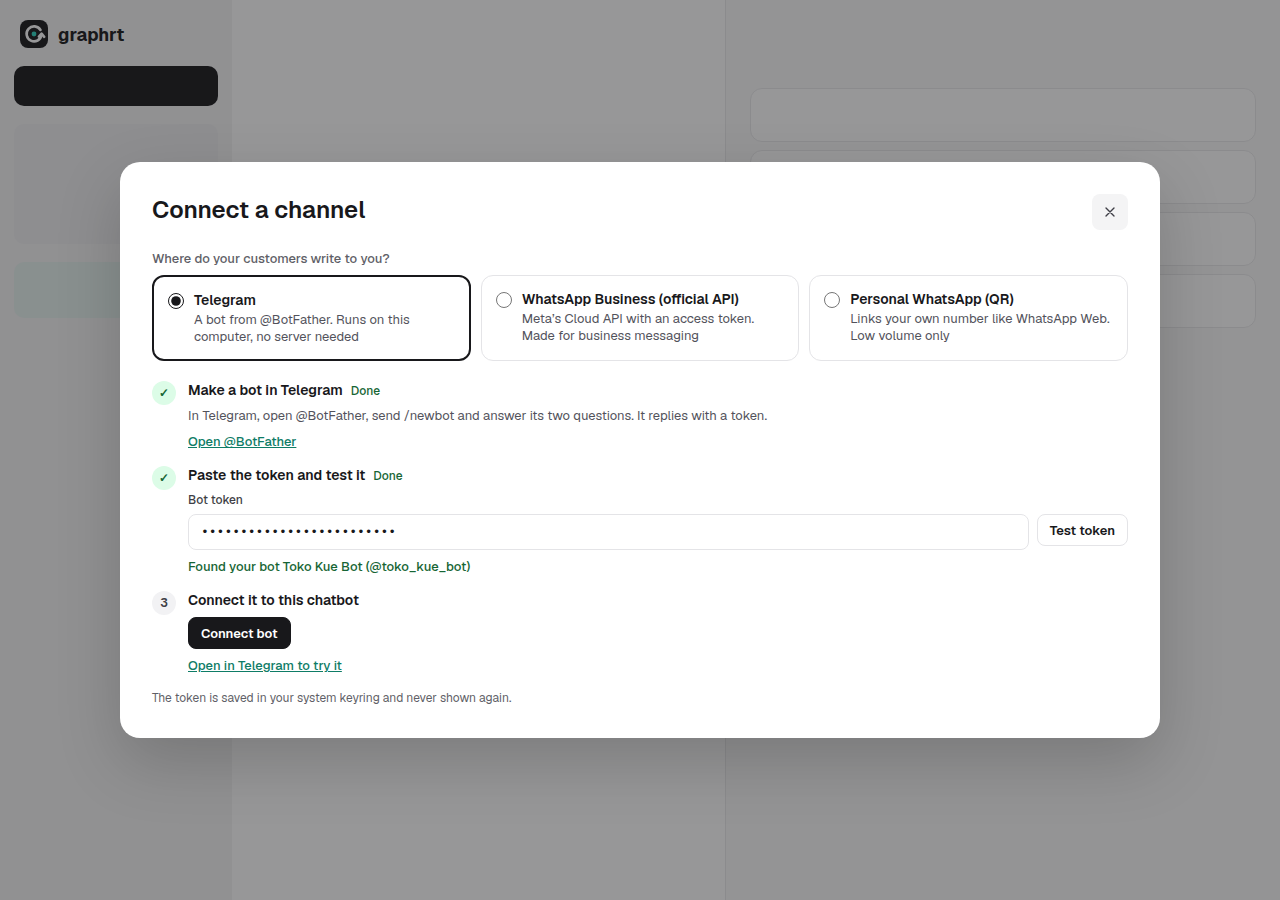 graphrt
Connect a channel
Where do your customers write to you?
Telegram
A bot from @BotFather. Runs on this
computer, no server needed
WhatsApp Business (official API)
Meta's Cloud API with an access token.
Made for business messaging
Personal WhatsApp (QR)
Links your own number like WhatsApp Web.
Low volume only
✓ Make a bot in Telegram Done
In Telegram, open @BotFather, send /newbot and answer its two questions. It replies with a token.
Open @BotFather
✓ Paste the token and test it Done
Bot token
•••••••••••••••••••••••••
Test token
Found your bot Toko Kue Bot (@toko_kue_bot)
3 Connect it to this chatbot
Connect bot
Open in Telegram to try it
The token is saved in your system keyring and never shown again.